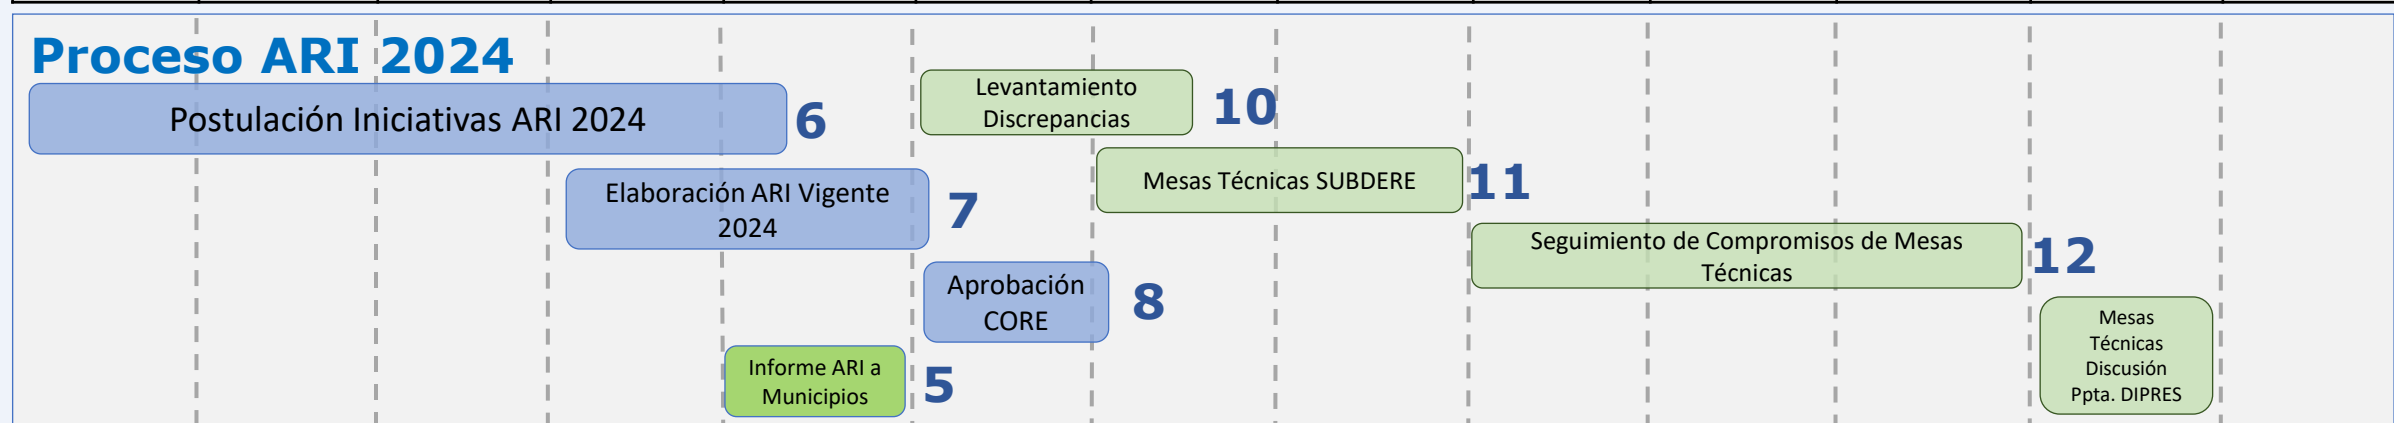 Proceso ARI 2024
Postulación Iniciativas ARI 2024
6
Levantamiento
Discrepancias
10
Mesas Técnicas SUBDERE
11
Elaboración ARI Vigente
2024
7
Seguimiento de Compromisos de Mesas
Técnicas
12
Aprobación
CORE
8
Mesas
Técnicas
Discusión
Ppta. DIPRES
Informe ARI a
Municipios
5